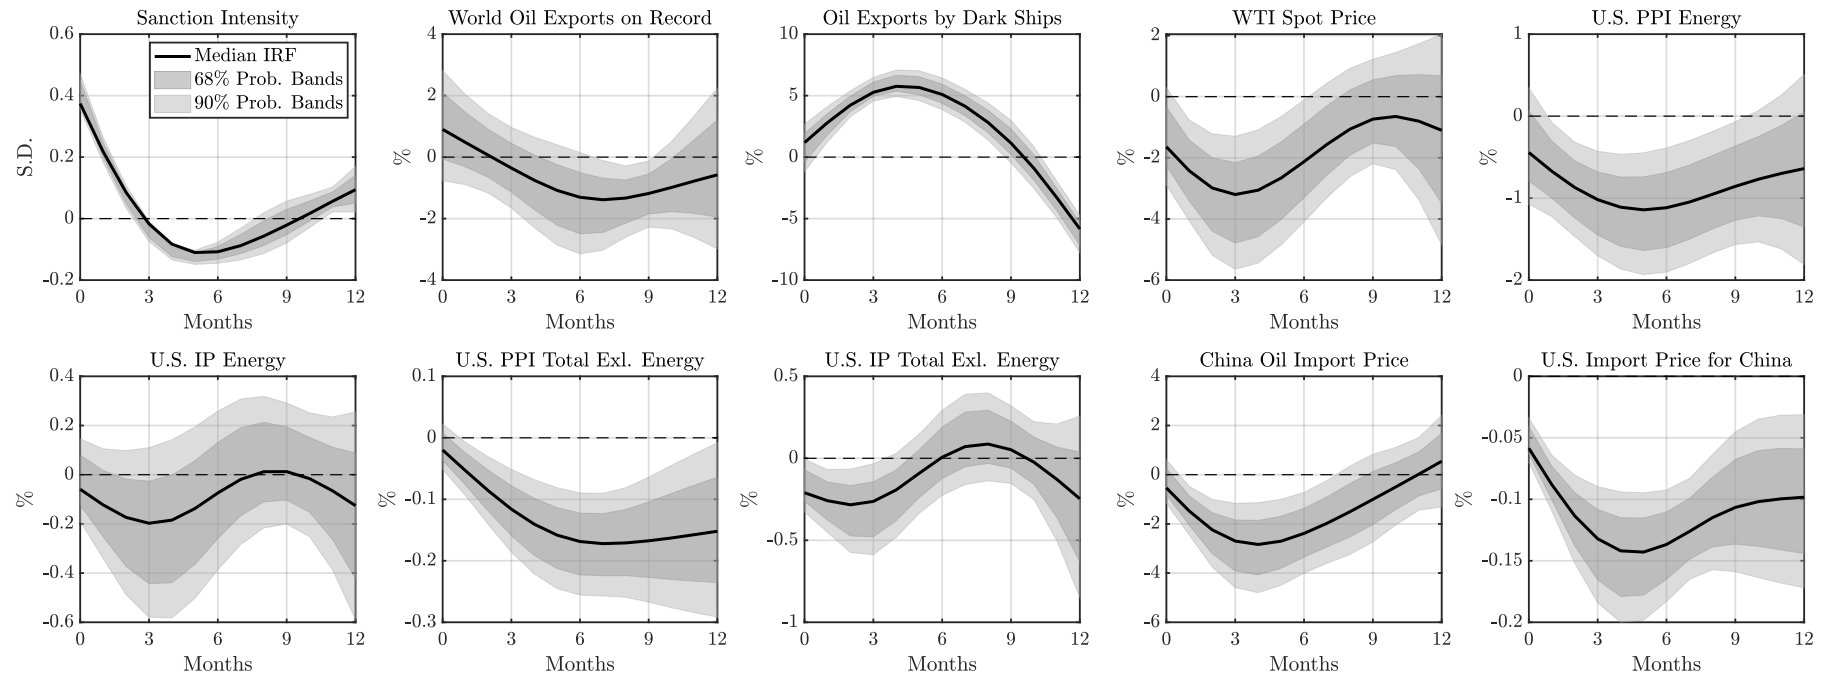 Sanction Intensity
0.6
0.4
0.2
0
-0.2
S.D.
Median IRF
68% Prob. Bands
90% Prob. Bands
0 3 6 9 12
Months
World Oil Exports on Record
4
2
0
-2
-4
%
0 3 6 9 12
Months
Oil Exports by Dark Ships
10
5
0
-5
-10
%
0 3 6 9 12
Months
WTI Spot Price
2
0
-2
-4
-6
%
0 3 6 9 12
Months
U.S. PPI Energy
1
0
-1
-2
%
0 3 6 9 12
Months
U.S. IP Energy
0.4
0.2
0
-0.2
-0.4
-0.6
%
0 3 6 9 12
Months
U.S. PPI Total Exl. Energy
0.1
0
-0.1
-0.2
-0.3
%
0 3 6 9 12
Months
U.S. IP Total Exl. Energy
0.5
0
-0.5
-1
%
0 3 6 9 12
Months
China Oil Import Price
4
2
0
-2
-4
-6
%
0 3 6 9 12
Months
U.S. Import Price for China
0
-0.05
-0.1
-0.15
-0.2
%
0 3 6 9 12
Months